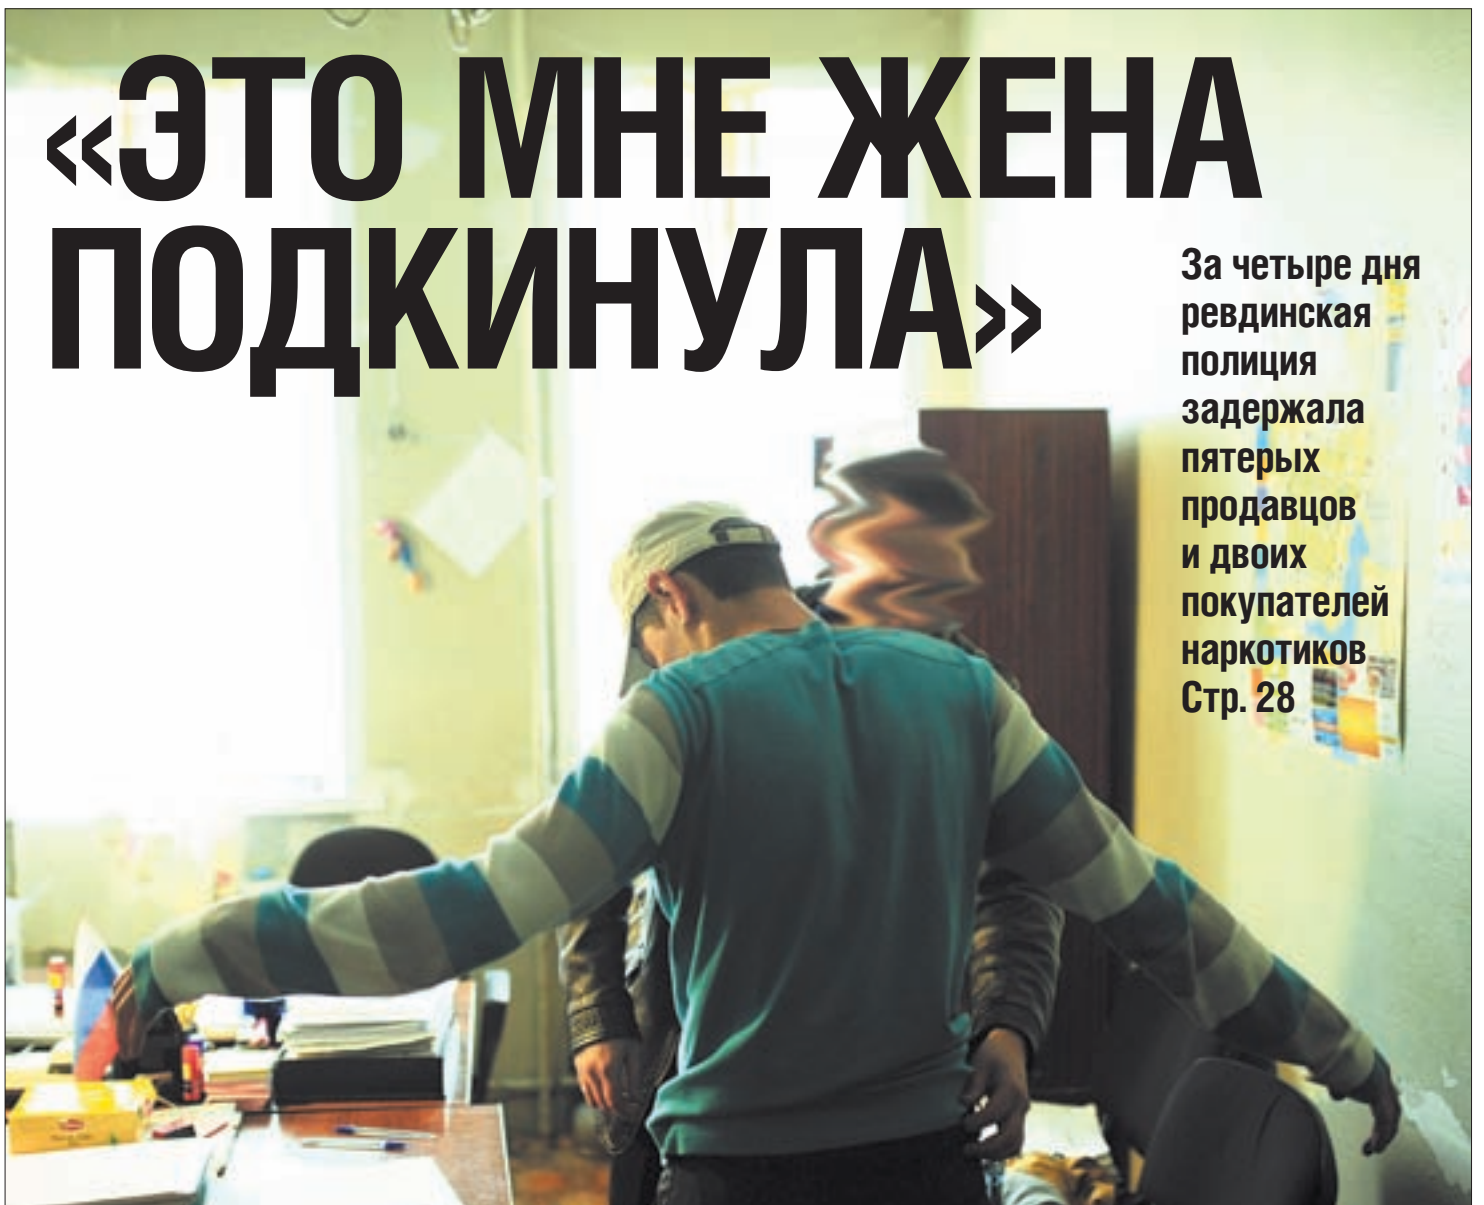 «ЭТО МНЕ ЖЕНА
ПОДКИНУЛА»
За четыре дня
ревдинская
полиция
задержала
пятерых
продавцов
и двоих
покупателей
наркотиков
Стр. 28